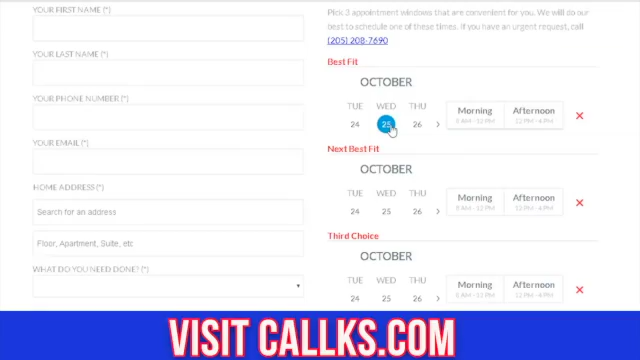 YOUR FIRST NAME (*)
YOUR LAST NAME (*)
YOUR PHONE NUMBER (*)
YOUR EMAIL (*)
HOME ADDRESS (*)
Search for an address
Floor, Apartment, Suite, etc
WHAT DO YOU NEED DONE? (*)
Pick 3 appointment windows that are convenient for you. We will do our
best to schedule one of these times. If you have an urgent request, call
(205) 208-7690
Best Fit
OCTOBER
TUE WED THU
24 25 26 >
Morning Afternoon
8 AM - 12 PM 12 PM - 4 PM
Next Best Fit
OCTOBER
TUE WED THU
24 25 26 >
Morning Afternoon
8 AM - 12 PM 12 PM - 4 PM
Third Choice
OCTOBER
TUE WED THU
24 25 26 >
Morning Afternoon
8 AM - 12 PM 12 PM - 4 PM
VISIT CALLKS.COM